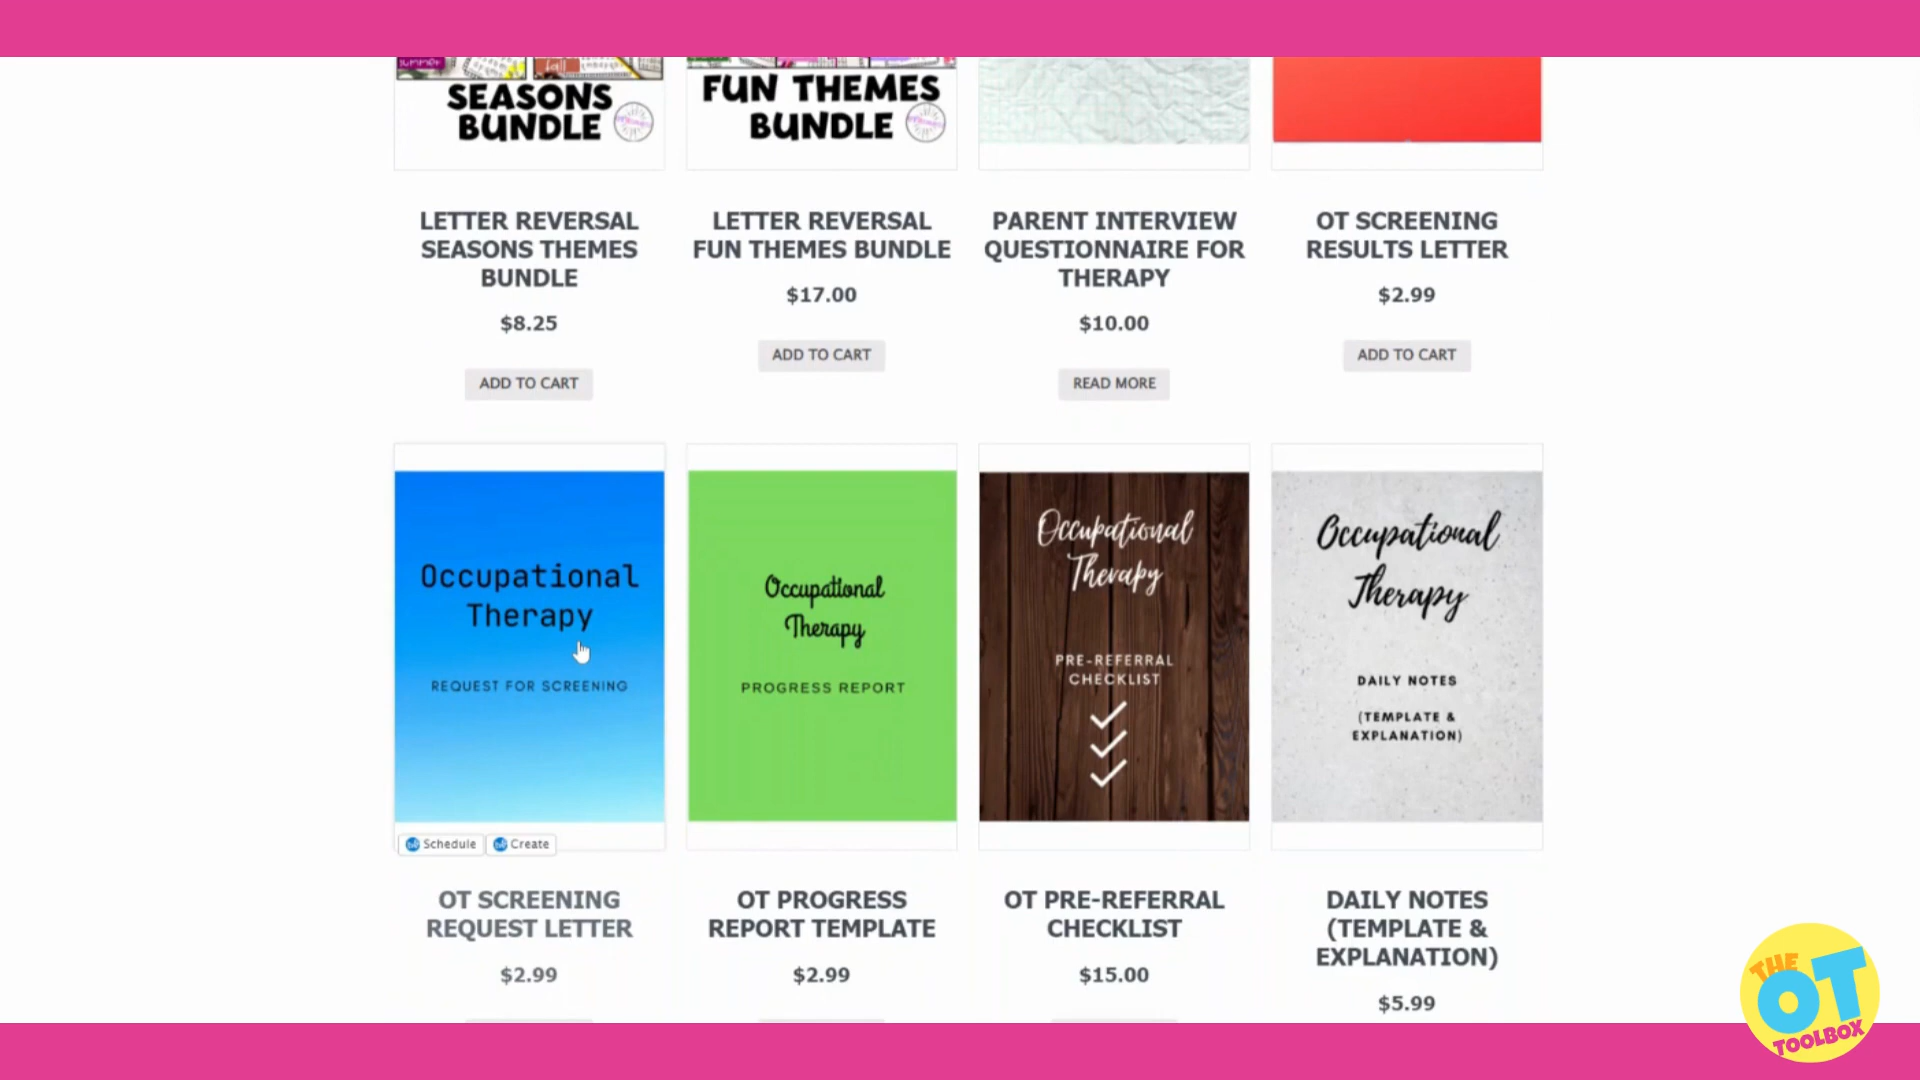 SEASONS
BUNDLE
FUN THEMES
BUNDLE
LETTER REVERSAL
SEASONS THEMES
BUNDLE
$8.25
ADD TO CART
LETTER REVERSAL
FUN THEMES BUNDLE
$17.00
ADD TO CART
PARENT INTERVIEW
QUESTIONNAIRE FOR
THERAPY
$10.00
READ MORE
OT SCREENING
RESULTS LETTER
$2.99
ADD TO CART
Occupational
Therapy
REQUEST FOR SCREENING
Schedule
Create
Occupational
Therapy
PROGRESS REPORT
Occupational
Therapy
PRE-REFERRAL
CHECKLIST
Occupational
Therapy
DAILY NOTES
(TEMPLATE &
EXPLANATION)
OT SCREENING
REQUEST LETTER
$2.99
OT PROGRESS
REPORT TEMPLATE
$2.99
OT PRE-REFERRAL
CHECKLIST
$15.00
DAILY NOTES
(TEMPLATE &
EXPLANATION)
$5.99
THE
OT
TOOLBOX